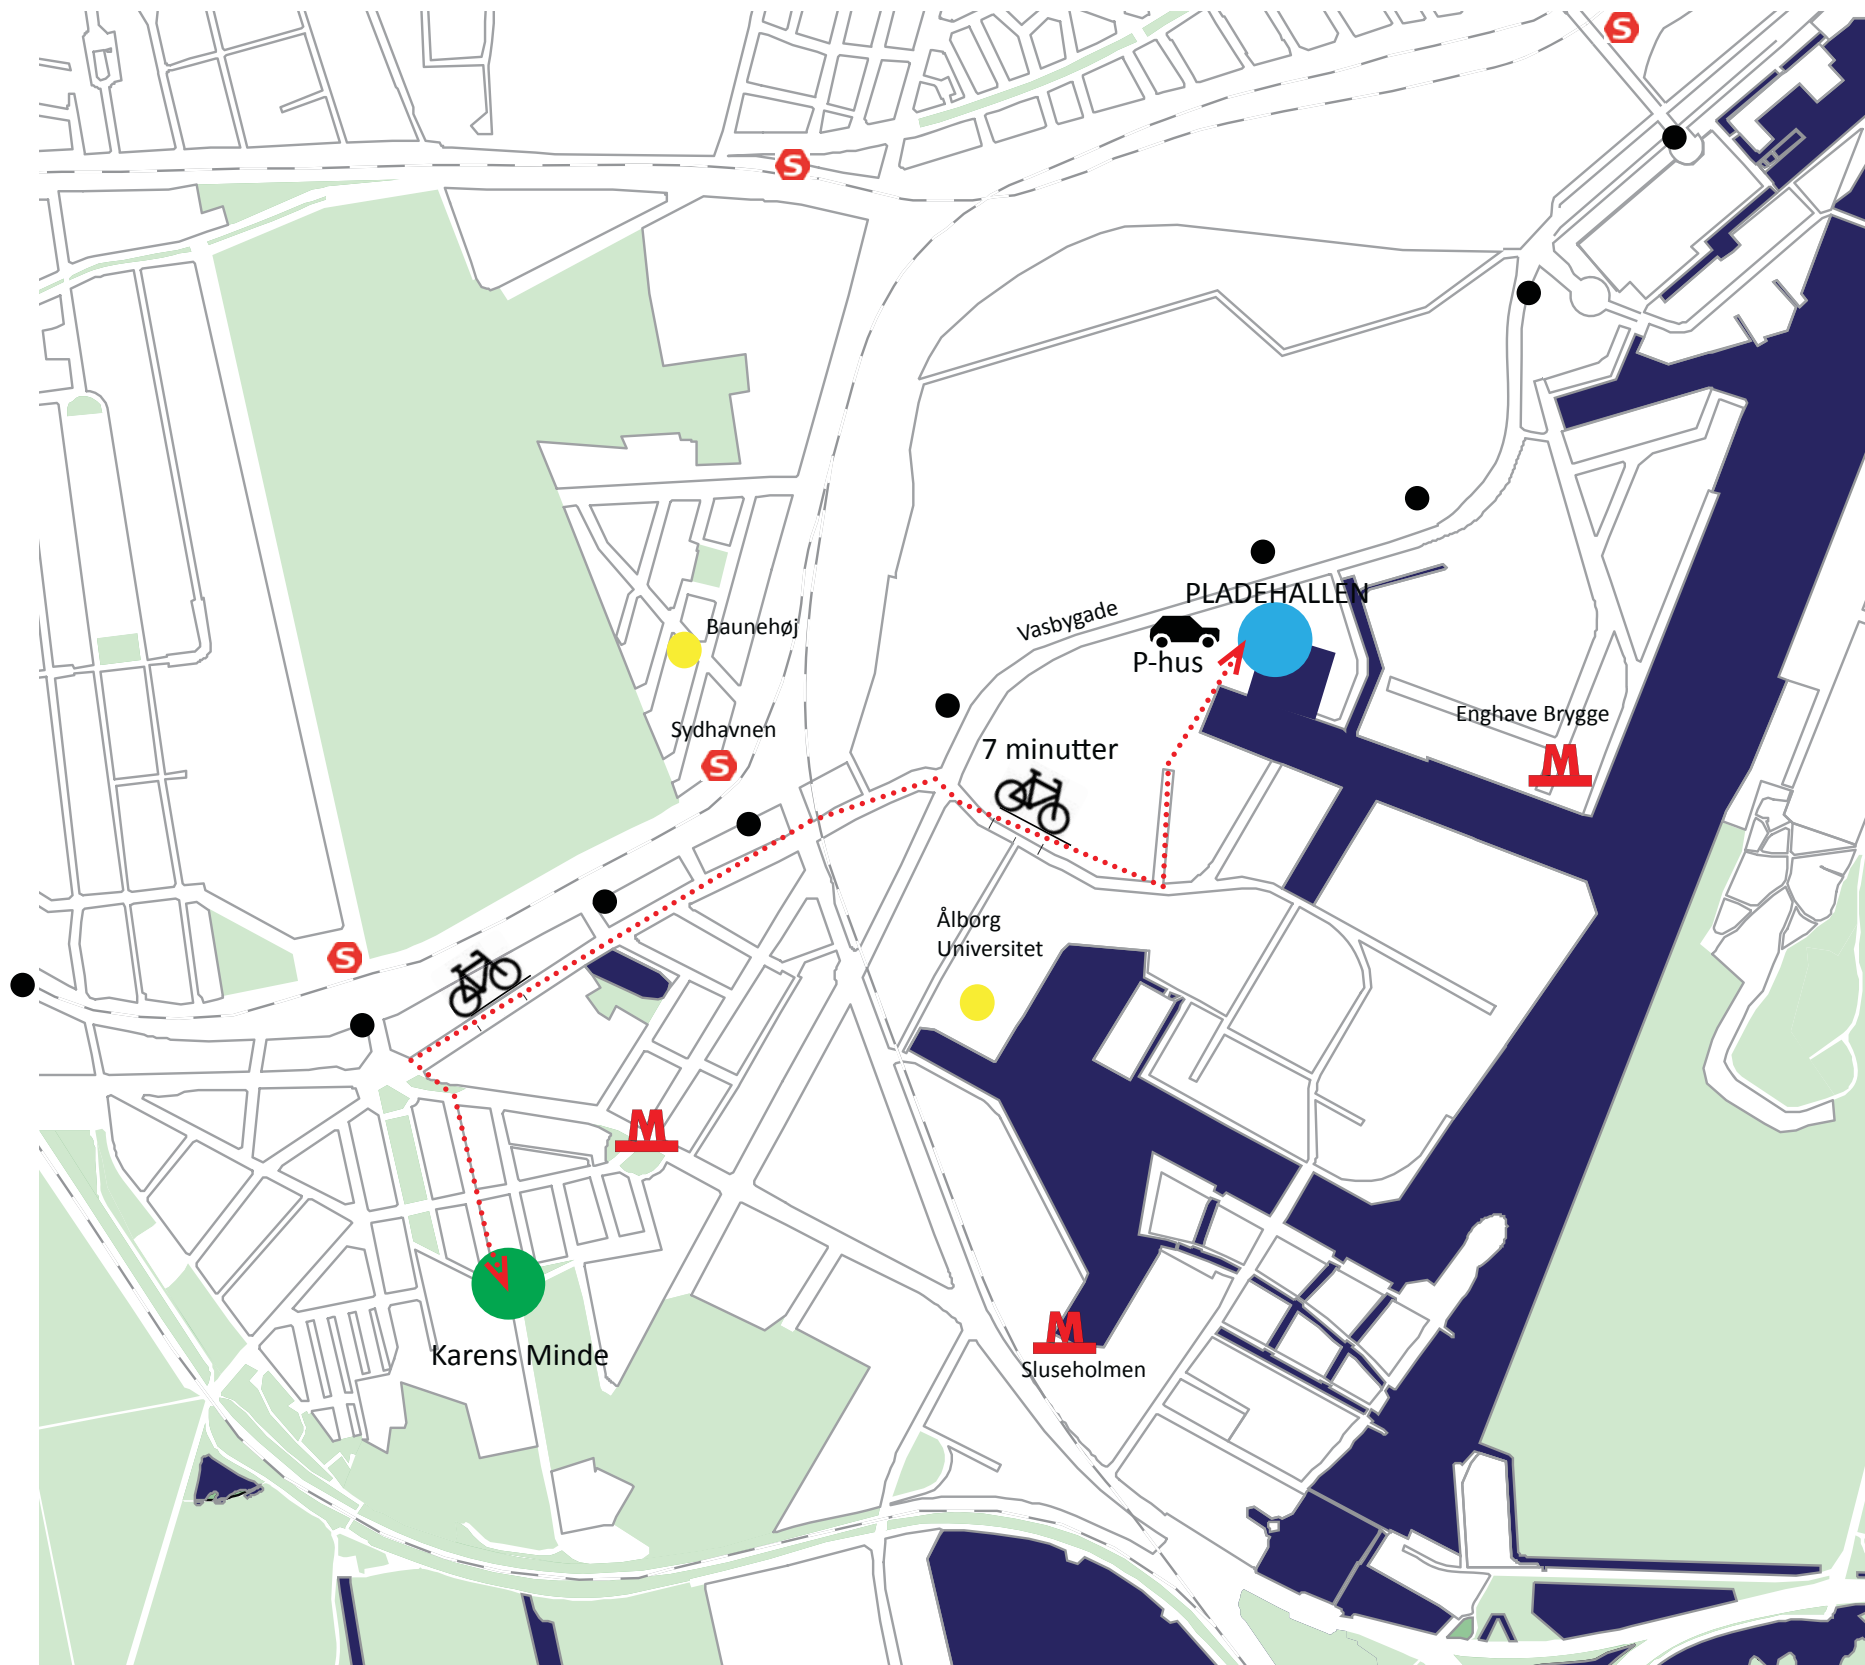 S
S
PLADEHALLEN
Vasbygade
Baunehøj
P-hus
Enghave Brygge
M
Sydhavnen
S
7 minutter
Ålborg
Universitet
S
M
M
Karens Minde
Sluseholmen